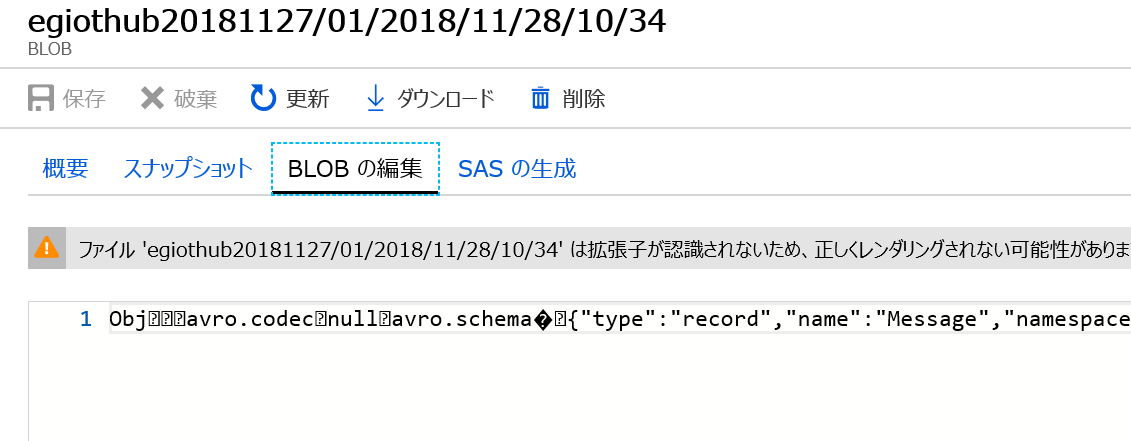 egiothub20181127/01/2018/11/28/10/34
BLOB
保存 破棄 更新 ダウンロード 削除
概要 スナップショット BLOB の編集 SAS の生成
ファイル 'egiothub20181127/01/2018/11/28/10/34' は拡張子が認識されないため、正しくレンダリングされない可能性がありま
1 Obj avro.codec null avro.schema� {"type":"record","name":"Message","namespace